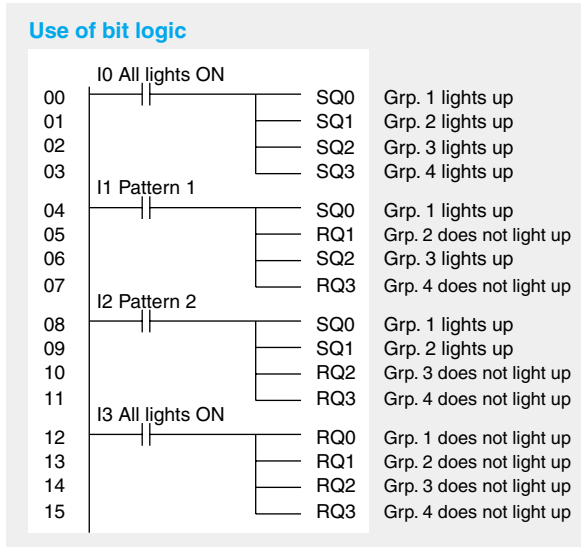 Use of bit logic
I0 All lights ON
00 SQ0 Grp. 1 lights up
01 SQ1 Grp. 2 lights up
02 SQ2 Grp. 3 lights up
03 SQ3 Grp. 4 lights up
I1 Pattern 1
04 SQ0 Grp. 1 lights up
05 RQ1 Grp. 2 does not light up
06 SQ2 Grp. 3 lights up
07 RQ3 Grp. 4 does not light up
I2 Pattern 2
08 SQ0 Grp. 1 lights up
09 SQ1 Grp. 2 lights up
10 RQ2 Grp. 3 does not light up
11 RQ3 Grp. 4 does not light up
I3 All lights ON
12 RQ0 Grp. 1 does not light up
13 RQ1 Grp. 2 does not light up
14 RQ2 Grp. 3 does not light up
15 RQ3 Grp. 4 does not light up